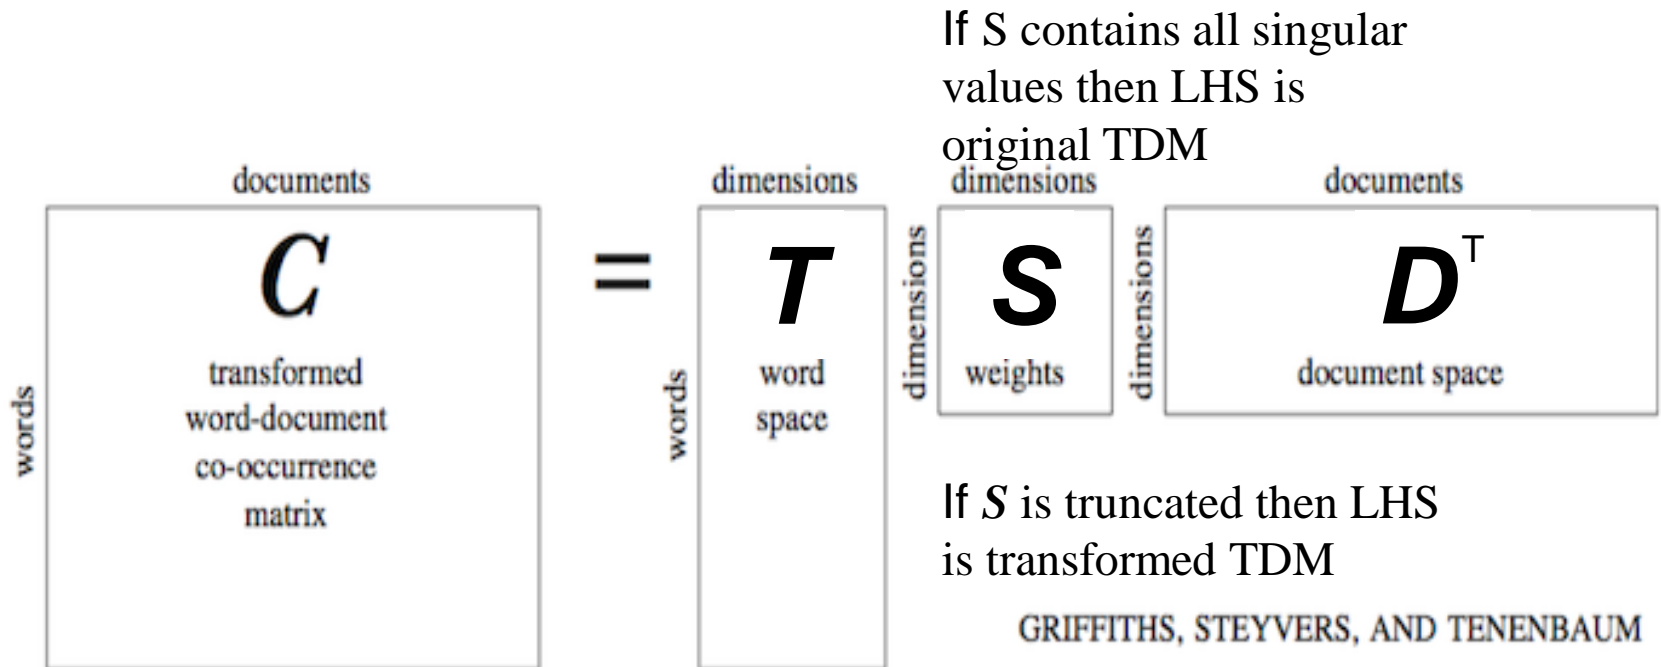 If S contains all singular
values then LHS is
original TDM
documents
dimensions
dimensions
documents
words
C
transformed
word-document
co-occurrence
matrix
=
words
T
word
space
dimensions
S
weights
dimensions
D^T
document space
If S is truncated then LHS
is transformed TDM
GRIFFITHS, STEYVERS, AND TENENBAUM